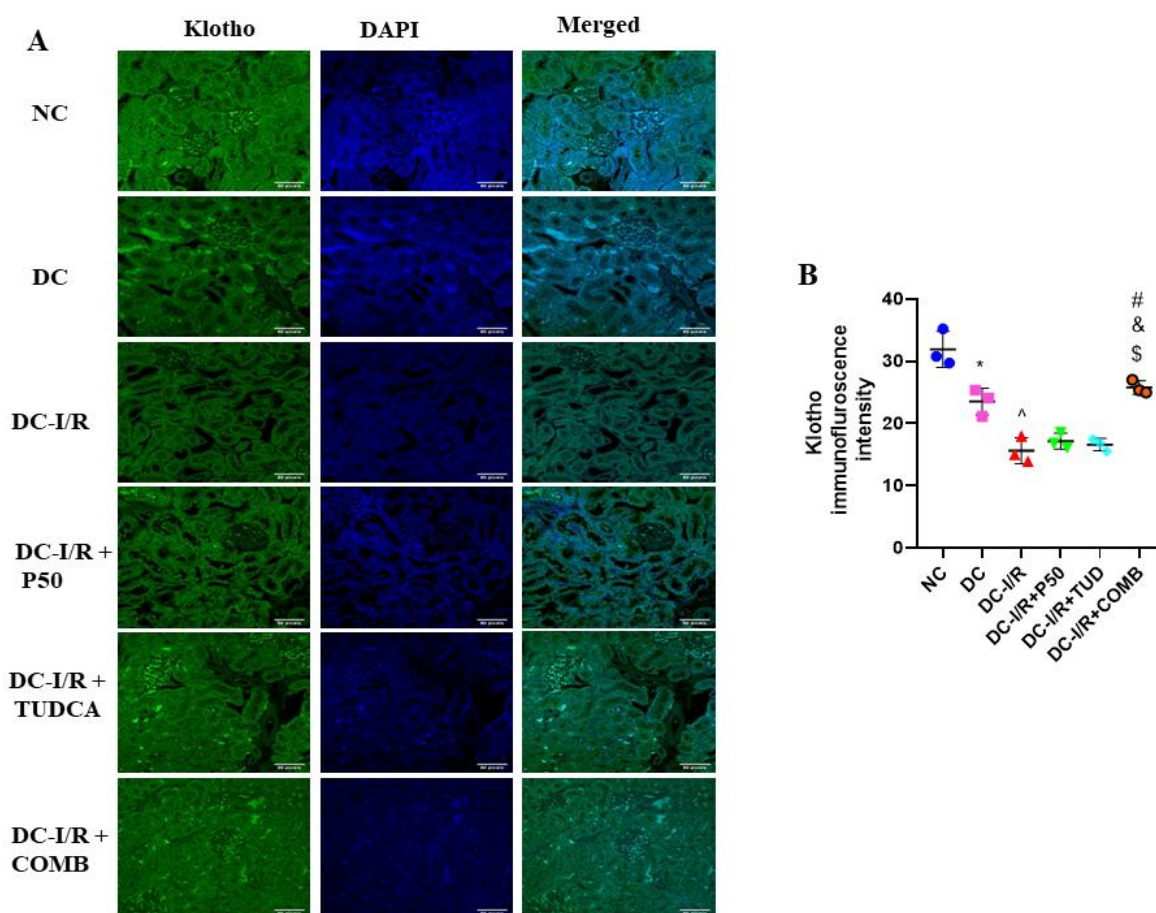 A
Klotho
DAPI
Merged
NC
DC
DC-I/R
DC-I/R +
P50
DC-I/R +
TUDCA
DC-I/R +
COMB
B
Klotho
immunofluroscence
intensity
40
30
20
10
0
*
^
#
&
$
NC
DC
DC-I/R
DC-I/R+P50
DC-I/R+TUD
DC-I/R+COMB